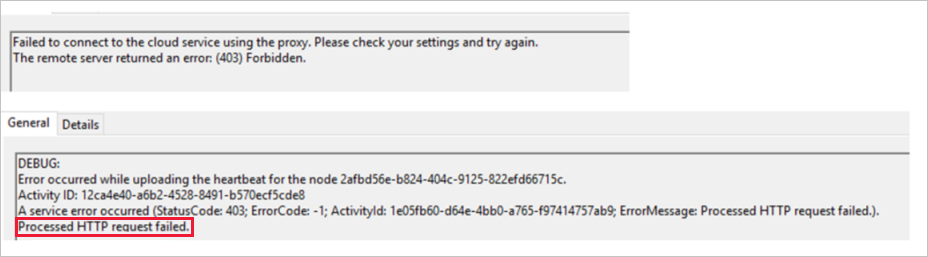 Failed to connect to the cloud service using the proxy. Please check your settings and try again.
The remote server returned an error: (403) Forbidden.
General Details
DEBUG:
Error occurred while uploading the heartbeat for the node 2afbd56e-b824-404c-9125-822efd66715c.
Activity ID: 12ca4e40-a6b2-4528-8491-b570ecf5cde8
A service error occurred (StatusCode: 403; ErrorCode: -1; ActivityId: 1e05fb60-d64e-4bb0-a765-f97414757ab9; ErrorMessage: Processed HTTP request failed.).
Processed HTTP request failed.